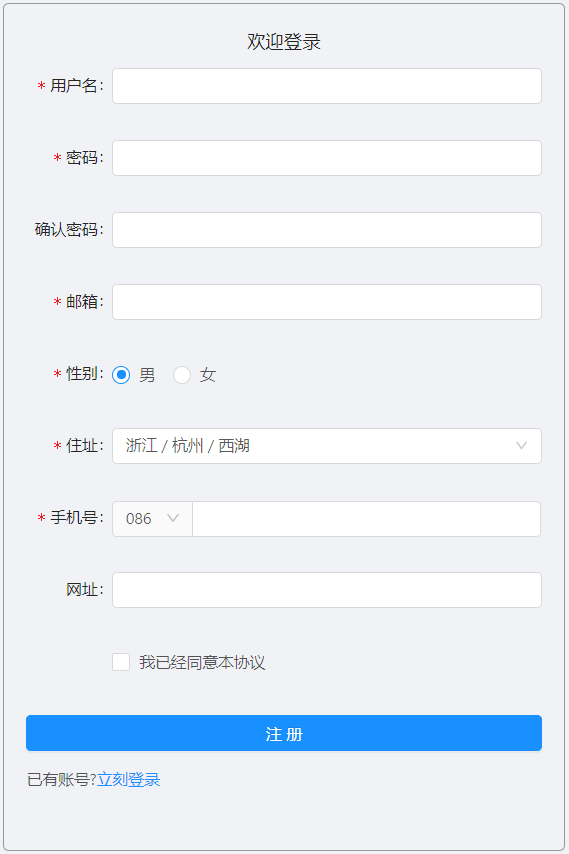 欢迎登录
* 用户名:
* 密码:
确认密码:
* 邮箱:
* 性别: 男 女
* 住址: 浙江 / 杭州 / 西湖
* 手机号: 086
网址:
我已经同意本协议
注 册
已有账号?立刻登录